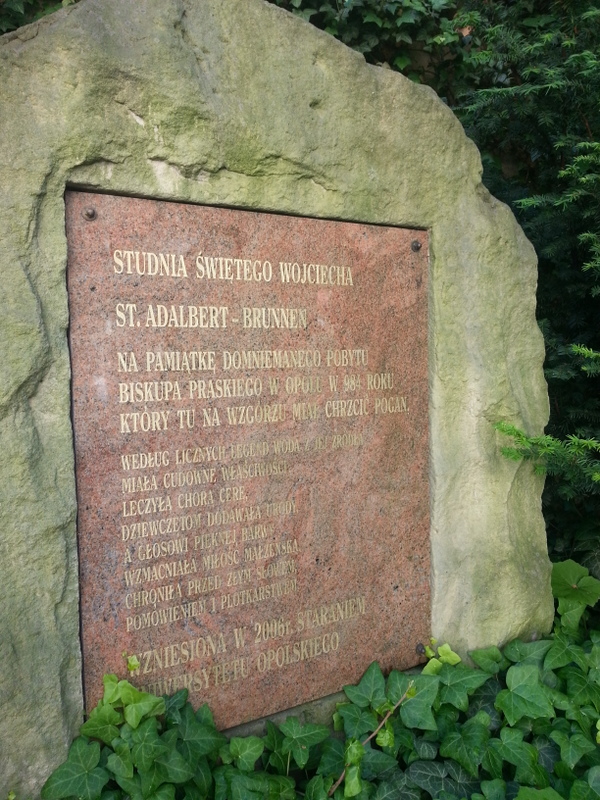 STUDNIA ŚWIĘTEGO WOJCIECHA
ST. ADALBERT – BRUNNEN
NA PAMIĄTKĘ DOMNIEMANEGO POBYTU
BISKUPA PRASKIEGO W OPOLU W 984 ROKU,
KTÓRY TU NA WZGÓRZU MIAŁ CHRZCIĆ POGAN.
WEDŁUG LICZNYCH LEGEND WODA Z JEJ ŹRÓDŁA
MIAŁA CUDOWNE WŁAŚCIWOŚCI:
LECZYŁA CHORĄ CERĘ,
DZIEWCZĘTOM DODAWAŁA URODY,
A GŁOSOWI PIĘKNEJ BARWY,
WZMACNIAŁA MIŁOŚĆ MAŁŻEŃSKĄ
CHRONIŁA PRZED ZŁYM SŁOWEM
POMÓWIENIEM I PLOTKARSTWEM
WZNIESIONA W 2006r. STARANIEM
UNIWERSYTETU OPOLSKIEGO